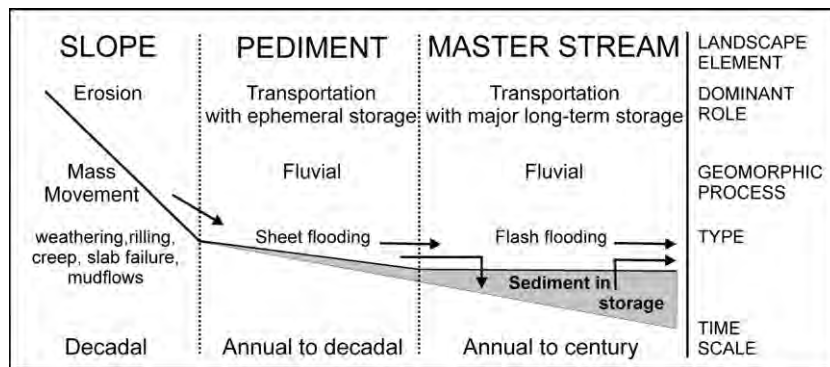 SLOPE PEDIMENT MASTER STREAM LANDSCAPE
ELEMENT
Erosion Transportation Transportation DOMINANT
with ephemeral storage with major long-term storage ROLE
Mass Fluvial Fluvial GEOMORPHIC
Movement PROCESS
weathering,rilling, Sheet flooding Flash flooding TYPE
creep, slab failure,
mudflows
Sediment in
storage
TIME
Decadal Annual to decadal Annual to century SCALE